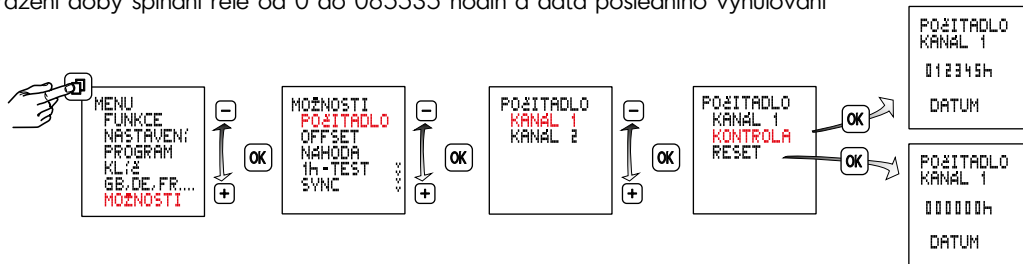 doby spínání relé od 0 do 065535 hodin a data posledního vynulování
MENU
FUNKCE
NASTAVENí
PROGRAM
KLíč
GB,DE,FR....
MOŽNOSTI
−
OK
+
MOŽNOSTI
POčITADLO
OFFSET
NáHODA
1h-TEST
SYNC
−
OK
+
POčITADLO
KANáL 1
KANáL 2
−
OK
+
POčITADLO
KANáL 1
KONTROLA
RESET
OK
OK
POčITADLO
KANáL 1
012345h
DATUM
POčITADLO
KANáL 1
000000h
DATUM